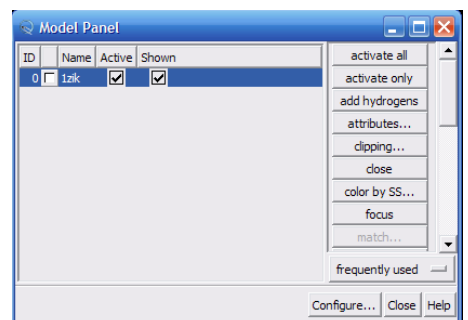 Model Panel
ID Name Active Shown
0 1zik
activate all
activate only
add hydrogens
attributes...
clipping...
close
color by SS...
focus
match...
frequently used
Configure... Close Help